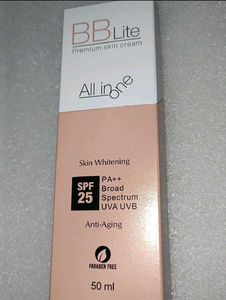 BB Lite
Premium skin cream
All in one
Skin Whitening
SPF
25
PA++
Broad
Spectrum
UVA UVB
Anti-Aging
PARABEN FREE
50 ml